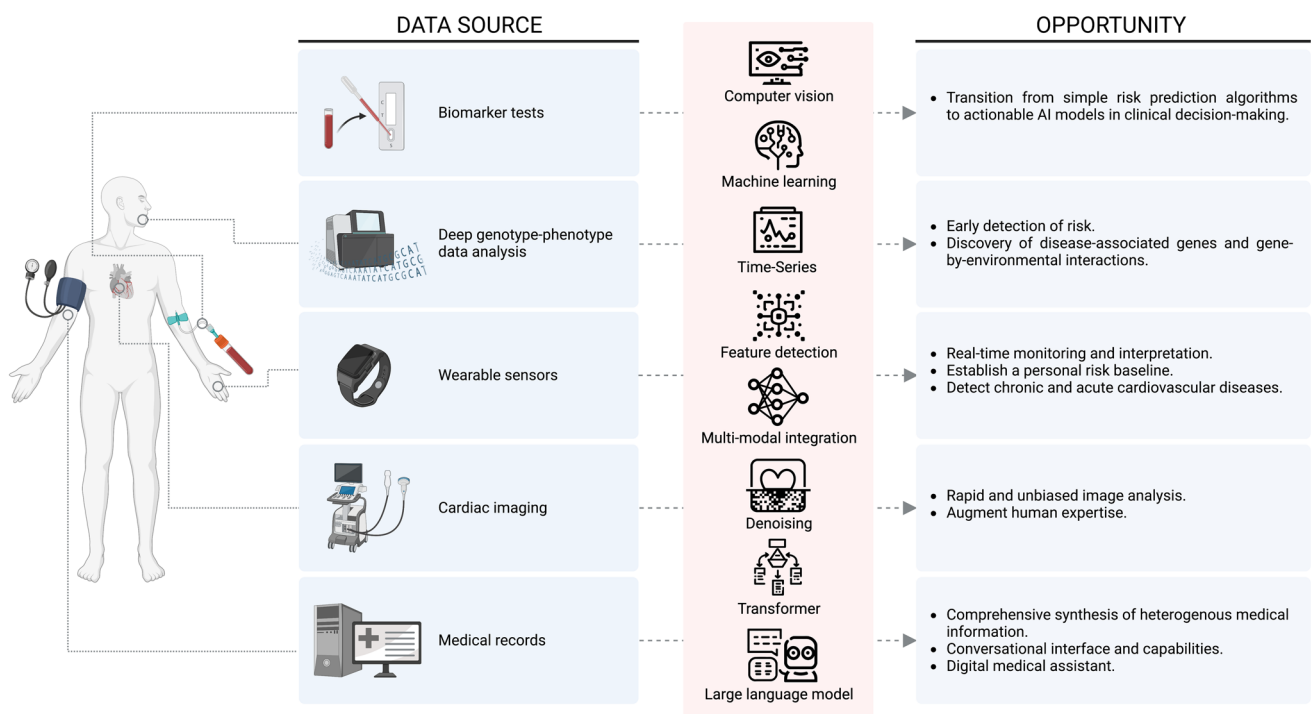 DATA SOURCE
OPPORTUNITY
Biomarker tests
Deep genotype-phenotype
data analysis
Wearable sensors
Cardiac imaging
Medical records
Computer vision
Machine learning
Time-Series
Feature detection
Multi-modal integration
Denoising
Transformer
Large language model
• Transition from simple risk prediction algorithms
to actionable AI models in clinical decision-making.
• Early detection of risk.
• Discovery of disease-associated genes and gene-
by-environmental interactions.
• Real-time monitoring and interpretation.
• Establish a personal risk baseline.
• Detect chronic and acute cardiovascular diseases.
• Rapid and unbiased image analysis.
• Augment human expertise.
• Comprehensive synthesis of heterogenous medical
information.
• Conversational interface and capabilities.
• Digital medical assistant.